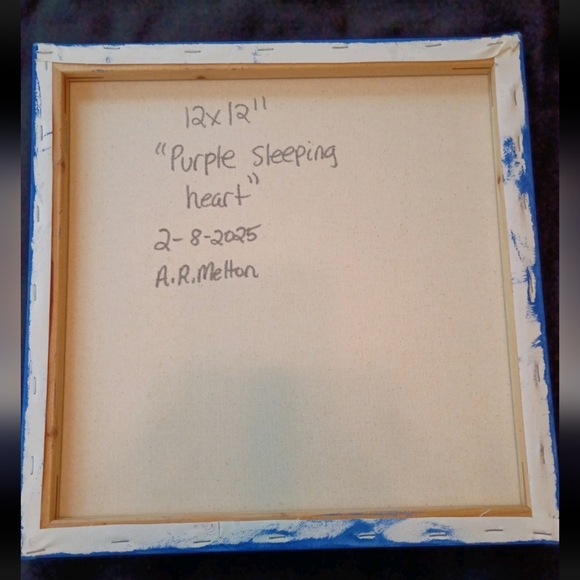 12x12"
"Purple Sleeping
heart"
2-8-2025
A.R.Melton